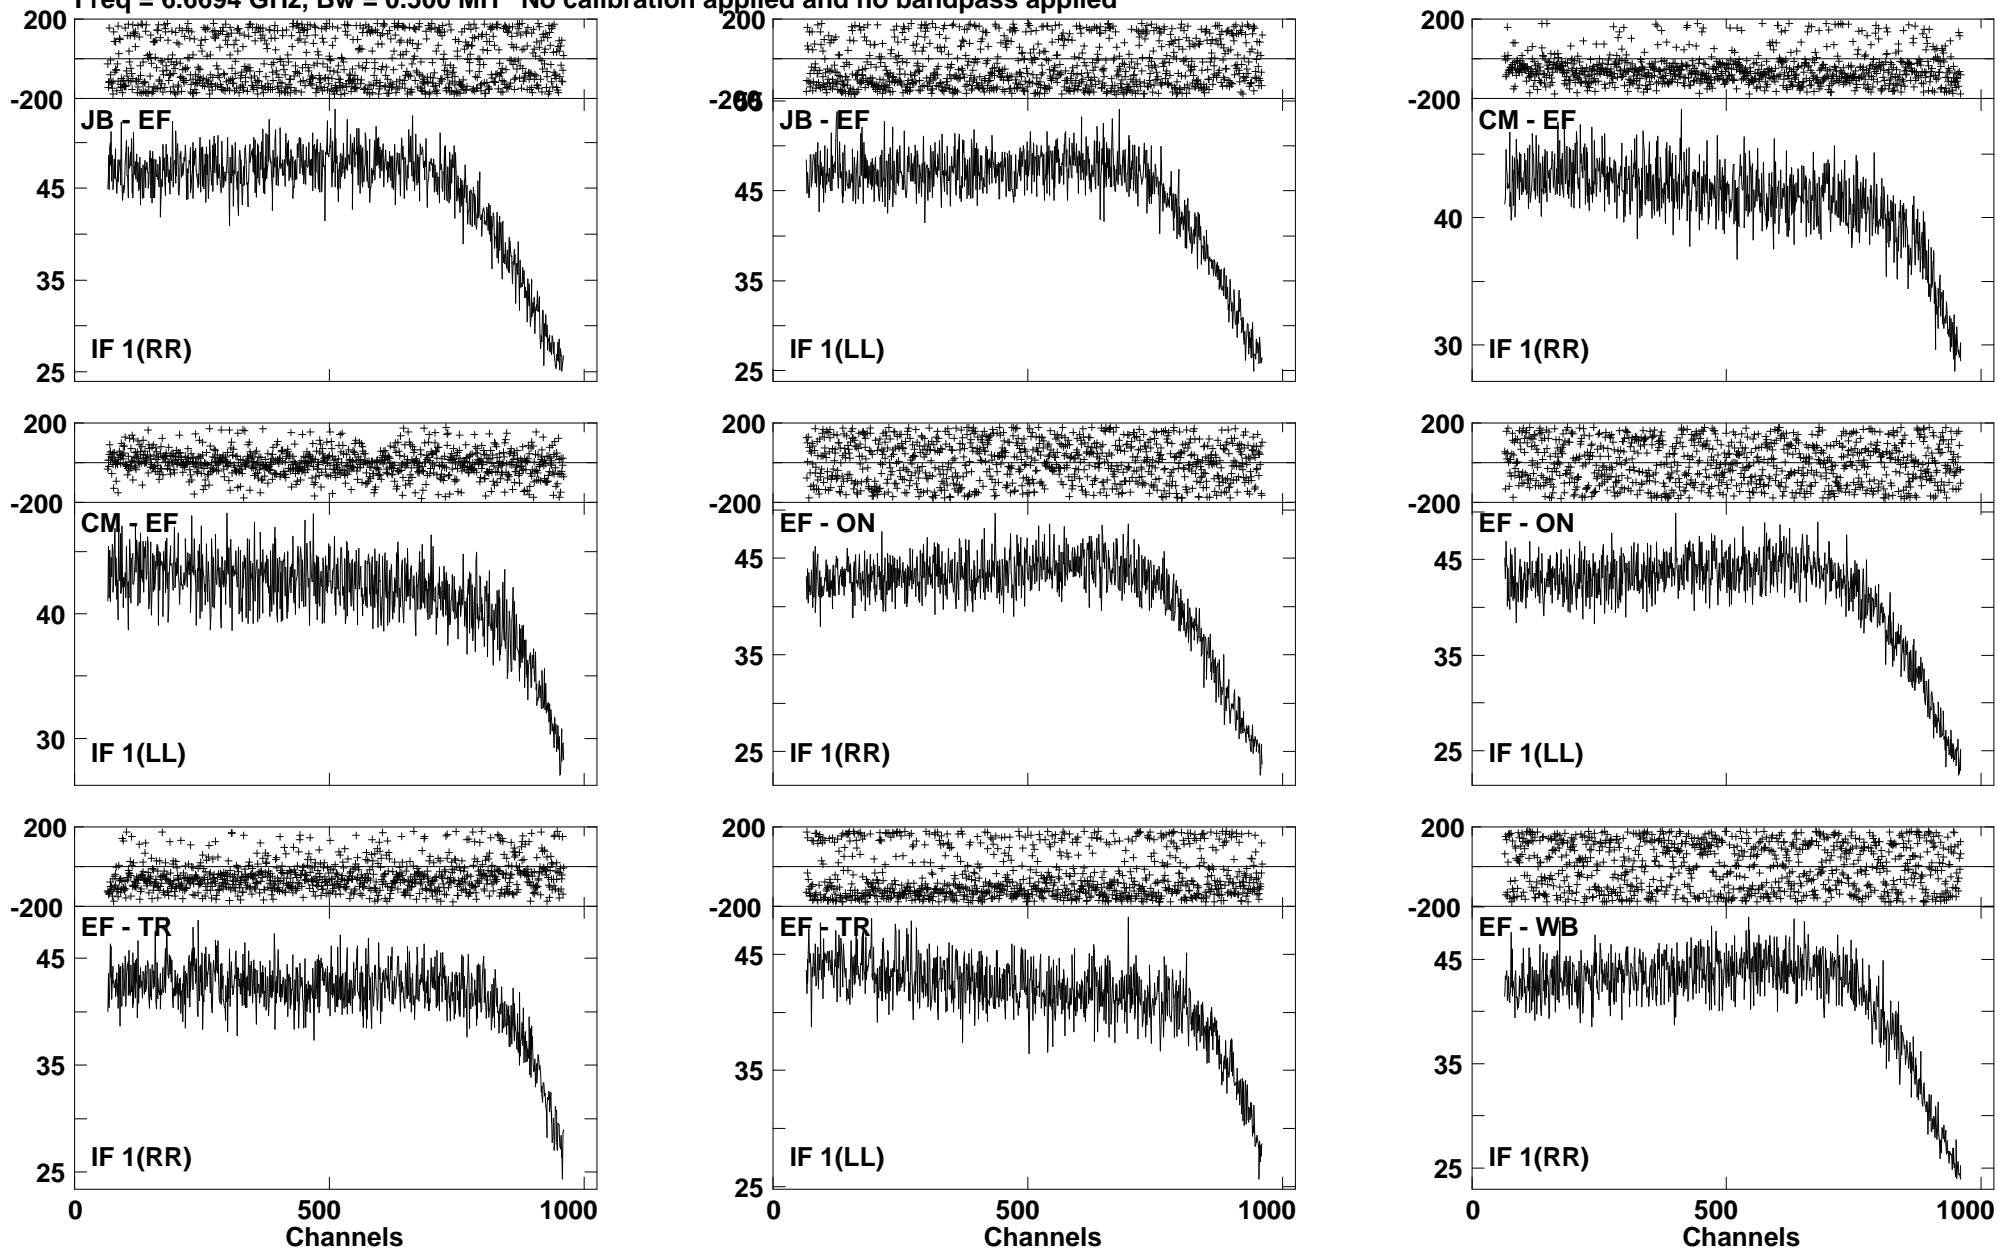 Freq = 6.6694 GHz, Bw = 0.500 MH No calibration applied and no bandpass applied
200
-200
JB - EF
45
35
25
IF 1(RR)
200
-200
55
JB - EF
45
35
25
IF 1(LL)
200
-200
CM - EF
40
30
IF 1(RR)
200
-200
CM - EF
40
30
IF 1(LL)
200
-200
EF - ON
45
35
25
IF 1(RR)
200
-200
EF - ON
45
35
25
IF 1(LL)
200
-200
EF - TR
45
35
25
IF 1(RR)
0 500 1000
Channels
200
-200
EF - TR
45
35
25
IF 1(LL)
0 500 1000
Channels
200
-200
EF - WB
45
35
25
IF 1(RR)
0 500 1000
Channels